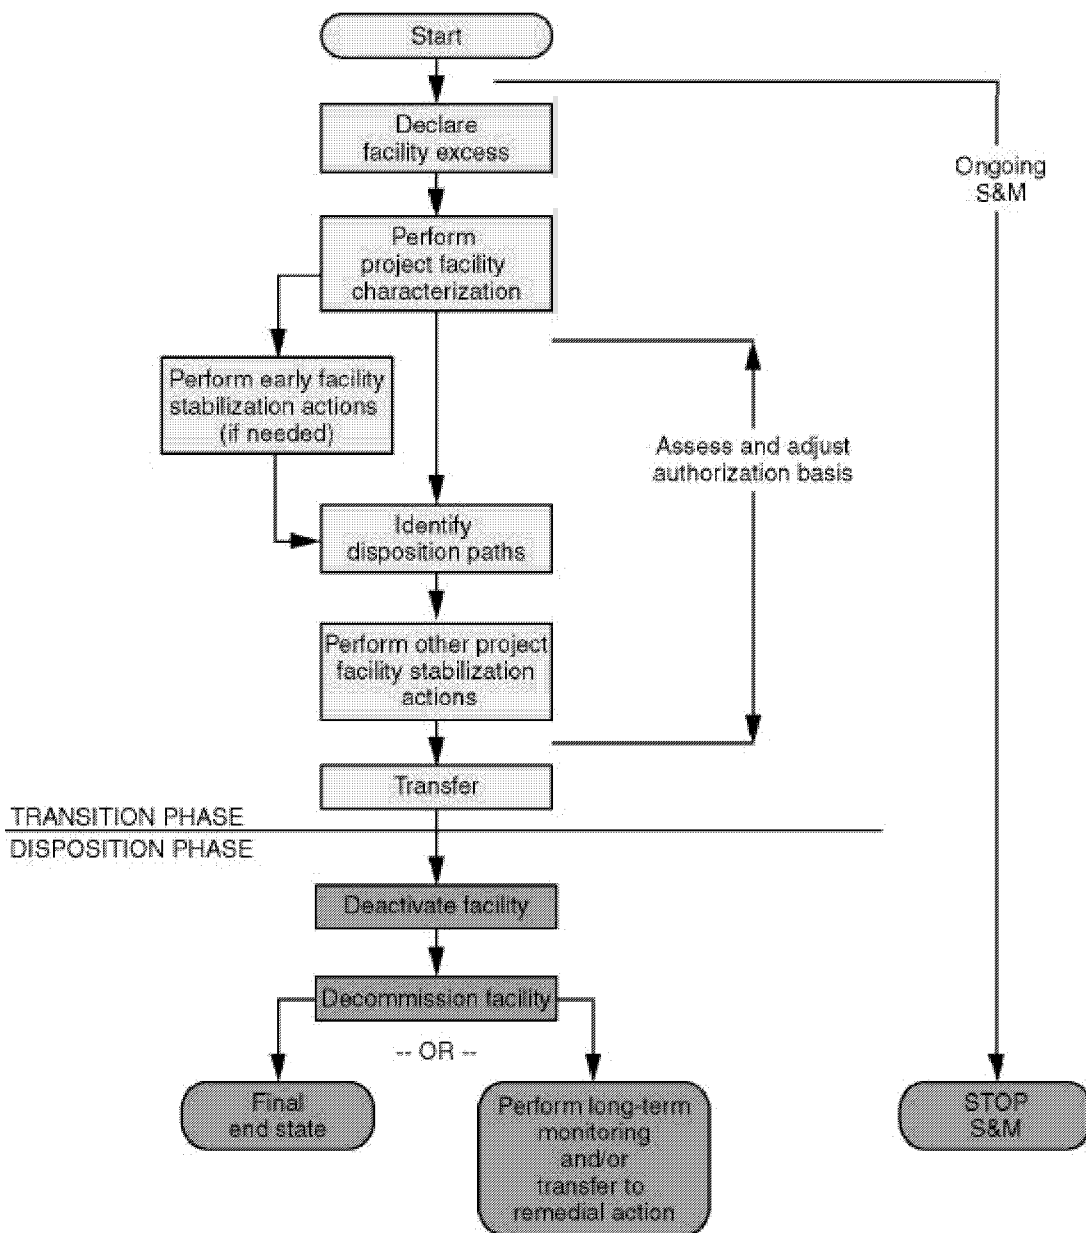 Start
Declare
facility excess
Ongoing
S&M
Perform
project facility
characterization
Perform early facility
stabilization actions
(if needed)
Assess and adjust
authorization basis
Identify
disposition paths
Perform other project
facility stabilization
actions
Transfer
TRANSITION PHASE
DISPOSITION PHASE
Deactivate facility
Decommission facility
-- OR --
Final
end state
Perform long-term
monitoring
and/or
transfer to
remedial action
STOP
S&M